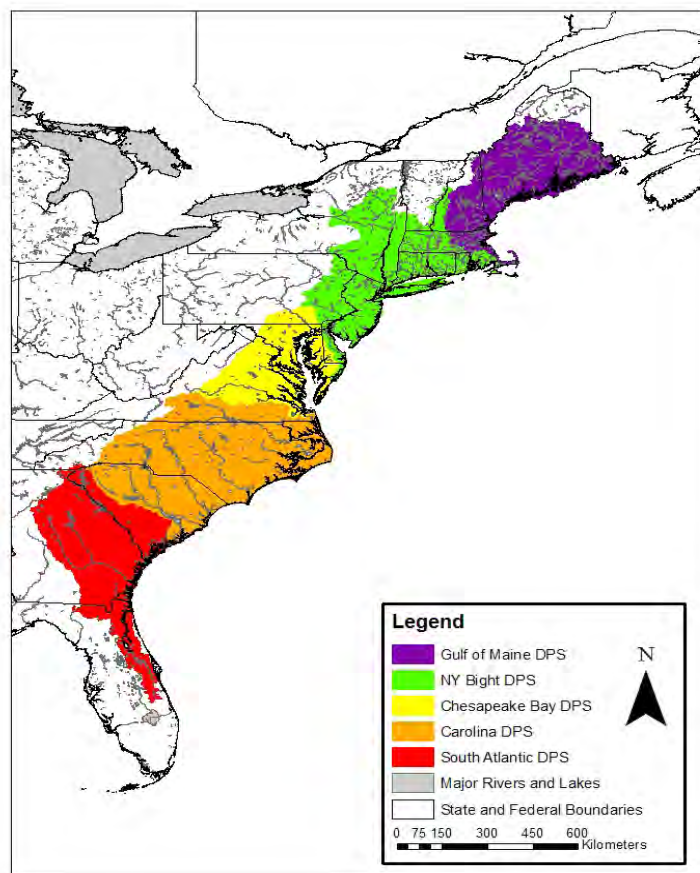 Legend
Gulf of Maine DPS
NY Bight DPS
Chesapeake Bay DPS
Carolina DPS
South Atlantic DPS
Major Rivers and Lakes
State and Federal Boundaries
N
0 75 150 300 450 600
Kilometers